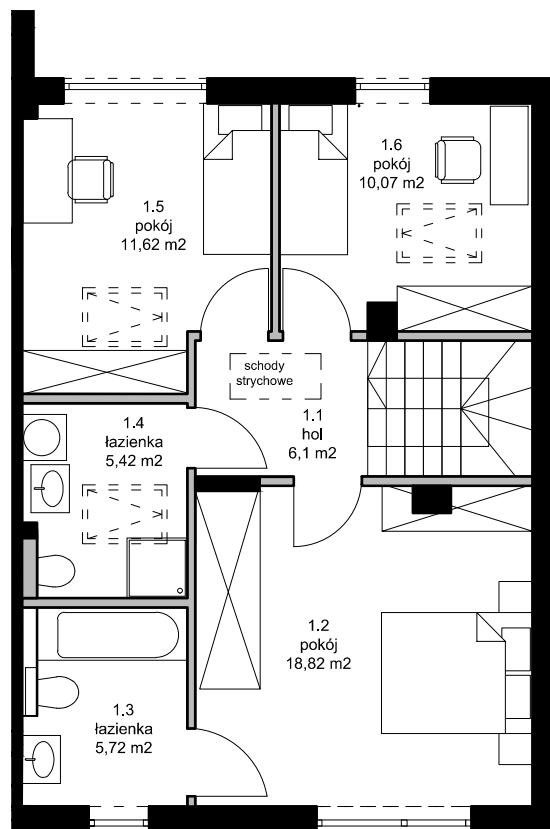 1.6
pokój
10,07 m2
1.5
pokój
11,62 m2
schody
strychowe
1.1
hol
6,1 m2
1.4
łazienka
5,42 m2
1.2
pokój
18,82 m2
1.3
łazienka
5,72 m2